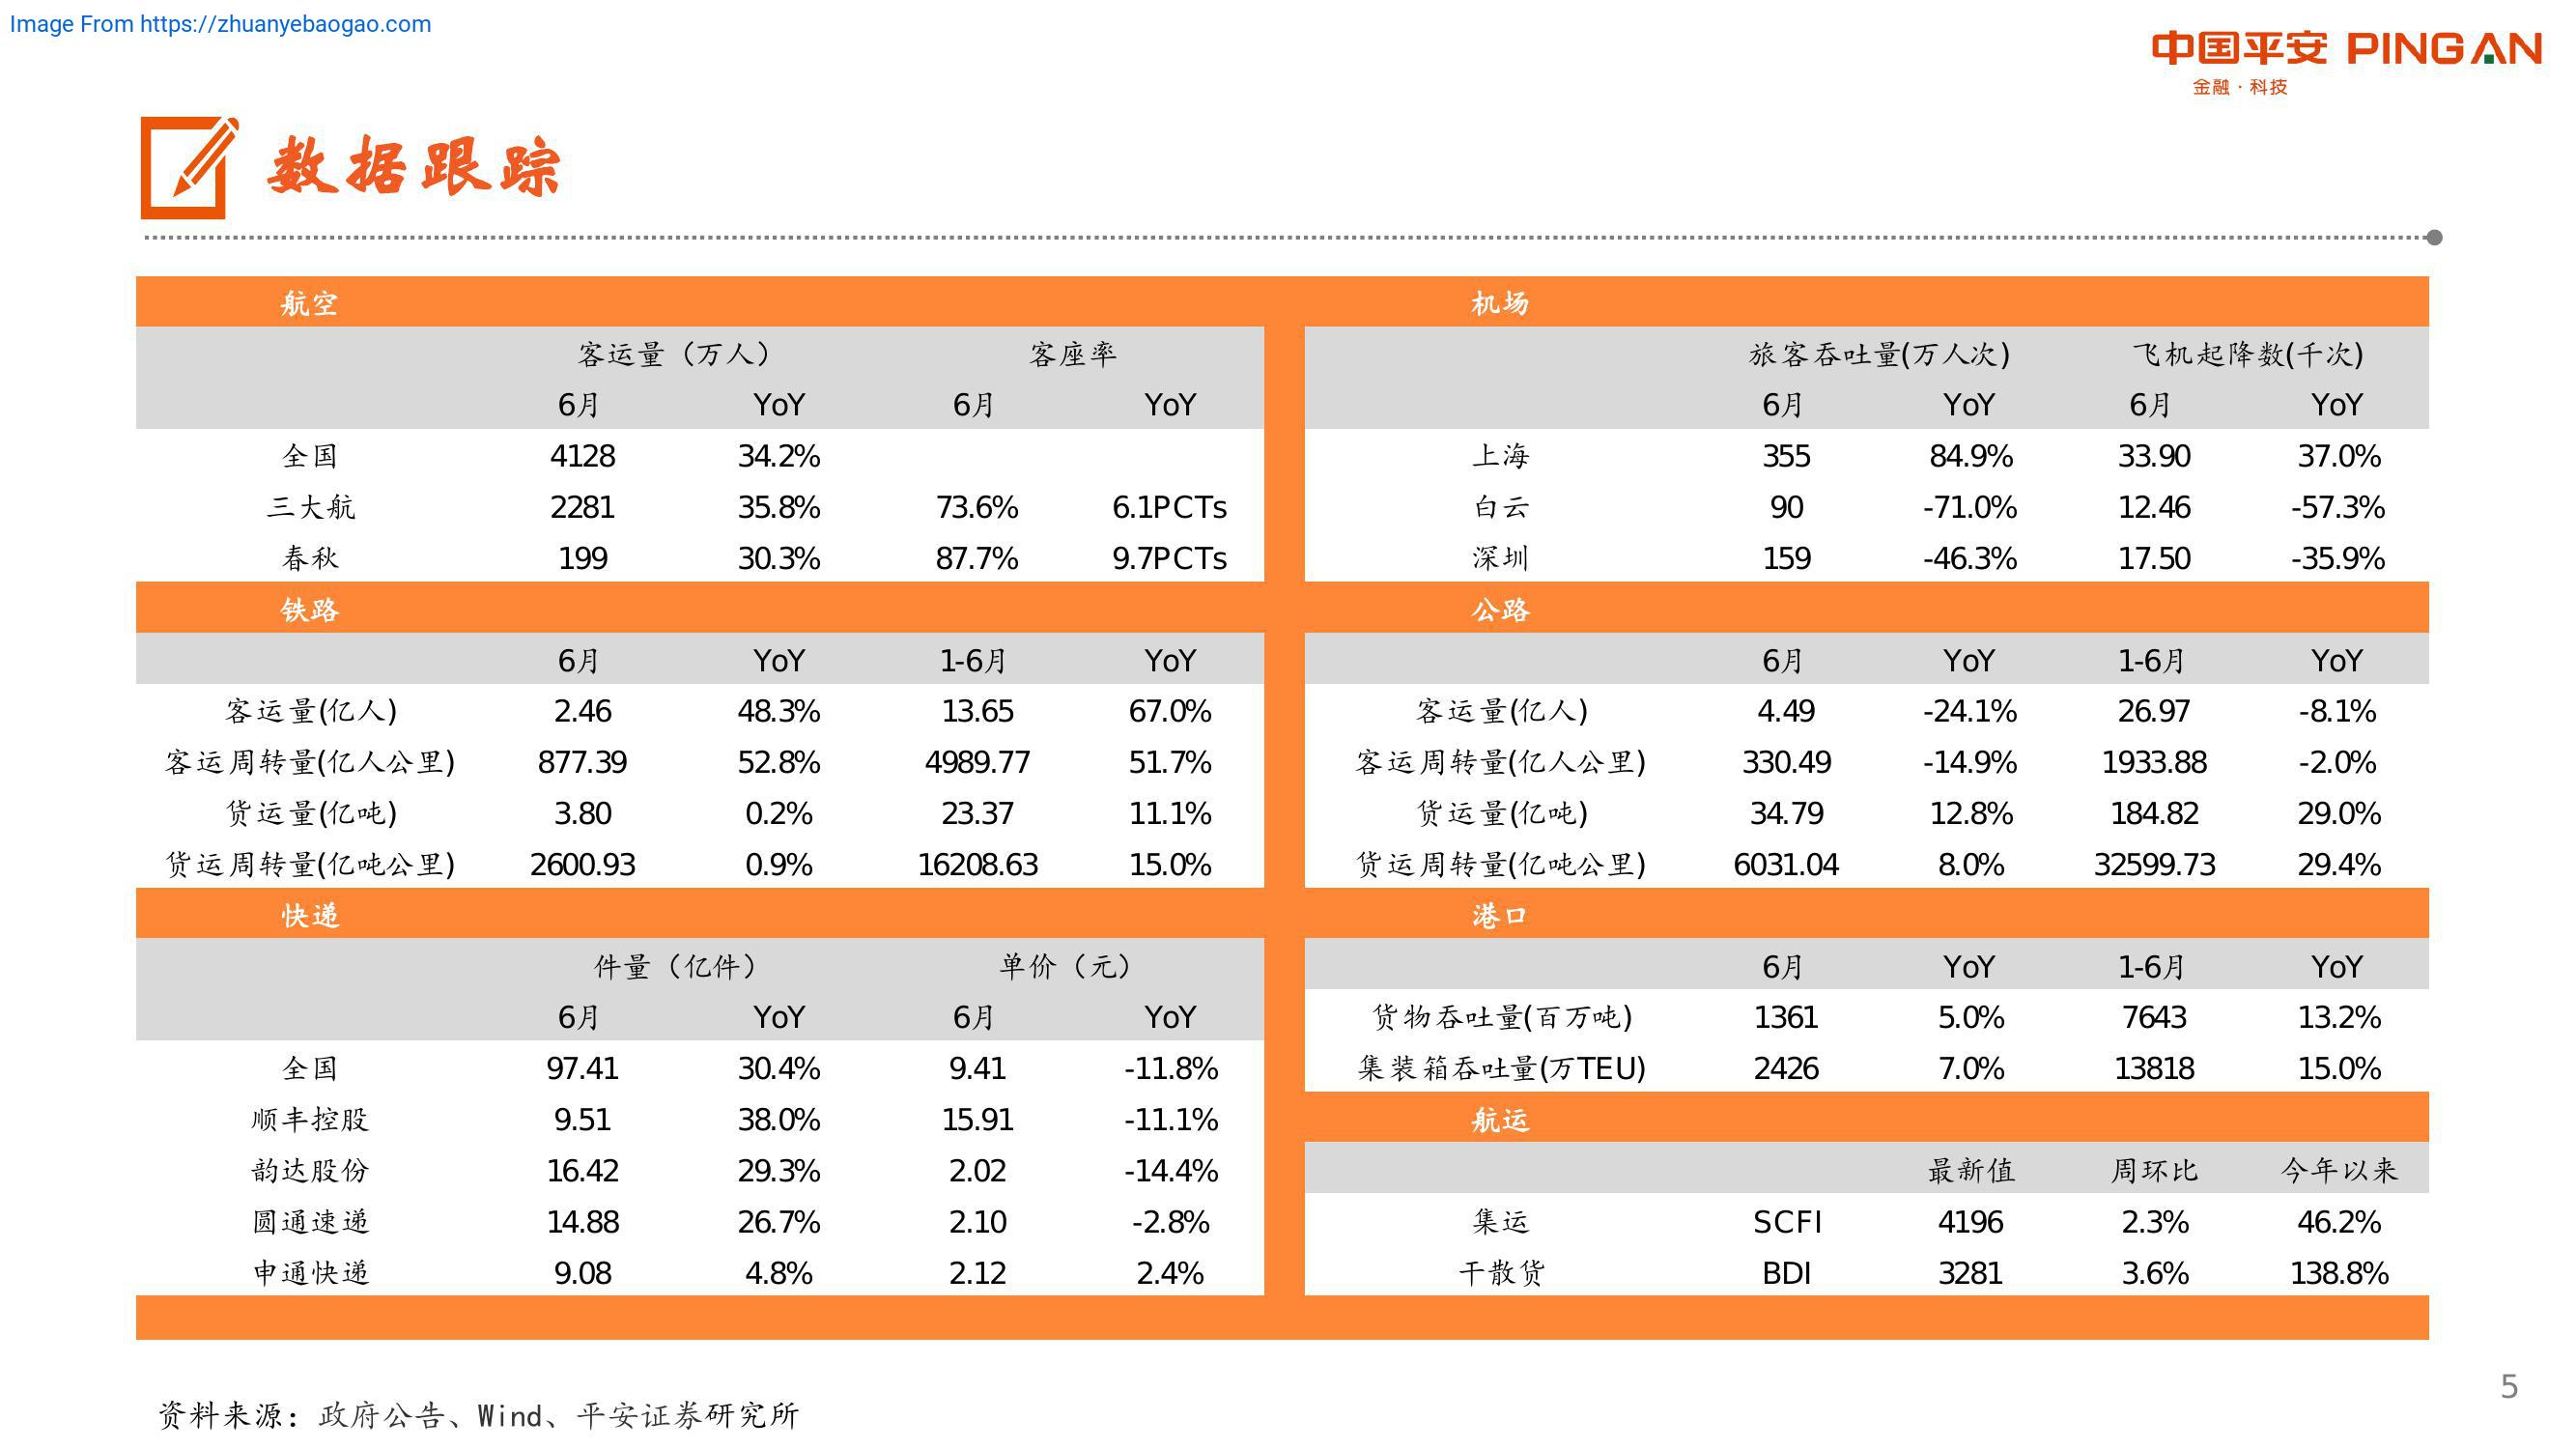 Image From https://zhuanyebaogao.com
中国平安 PINGAN
金融·科技
数据跟踪
航空
客运量（万人） 客座率
6月 YoY 6月 YoY
全国 4128 34.2%
三大航 2281 35.8% 73.6% 6.1PCTs
春秋 199 30.3% 87.7% 9.7PCTs
铁路
6月 YoY 1-6月 YoY
客运量(亿人) 2.46 48.3% 13.65 67.0%
客运周转量(亿人公里) 877.39 52.8% 4989.77 51.7%
货运量(亿吨) 3.80 0.2% 23.37 11.1%
货运周转量(亿吨公里) 2600.93 0.9% 16208.63 15.0%
快递
件量（亿件） 单价（元）
6月 YoY 6月 YoY
全国 97.41 30.4% 9.41 -11.8%
顺丰控股 9.51 38.0% 15.91 -11.1%
韵达股份 16.42 29.3% 2.02 -14.4%
圆通速递 14.88 26.7% 2.10 -2.8%
申通快递 9.08 4.8% 2.12 2.4%
机场
旅客吞吐量(万人次) 飞机起降数(千次)
6月 YoY 6月 YoY
上海 355 84.9% 33.90 37.0%
白云 90 -71.0% 12.46 -57.3%
深圳 159 -46.3% 17.50 -35.9%
公路
6月 YoY 1-6月 YoY
客运量(亿人) 4.49 -24.1% 26.97 -8.1%
客运周转量(亿人公里) 330.49 -14.9% 1933.88 -2.0%
货运量(亿吨) 34.79 12.8% 184.82 29.0%
货运周转量(亿吨公里) 6031.04 8.0% 32599.73 29.4%
港口
6月 YoY 1-6月 YoY
货物吞吐量(百万吨) 1361 5.0% 7643 13.2%
集装箱吞吐量(万TEU) 2426 7.0% 13818 15.0%
航运
最新值 周环比 今年以来
集运 SCFI 4196 2.3% 46.2%
干散货 BDI 3281 3.6% 138.8%
资料来源：政府公告、Wind、平安证券研究所
5